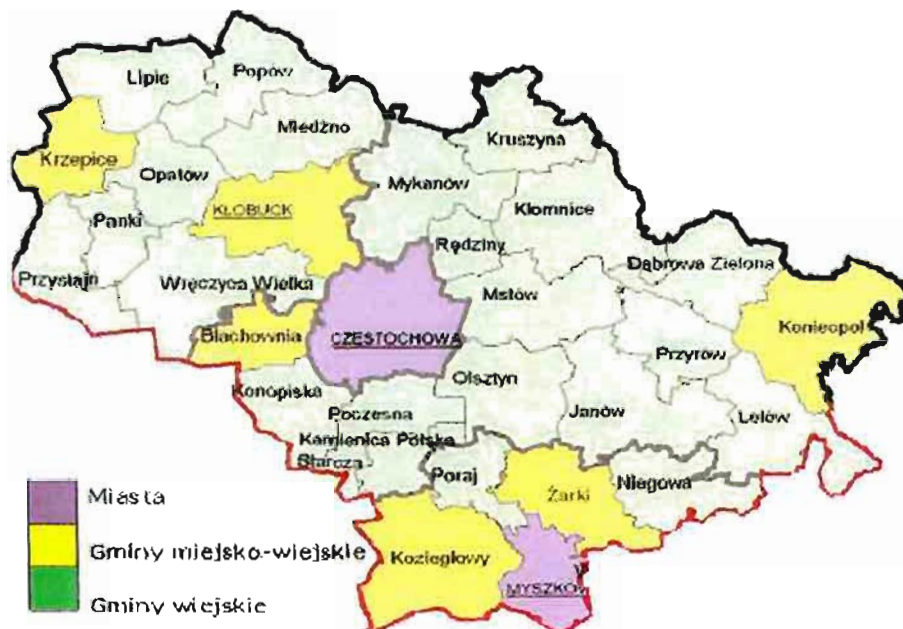 Lipie
Popów
Miedźno
Kruszyna
Krzepice
Opatów
Mykanów
KŁOBUCK
Kłomnice
Panki
Rędziny
Dąbrowa Zielona
Przystajń
Wręczyca Wielka
Mstów
Blachownia
CZĘSTOCHOWA
Koniecpol
Przyrów
Konopiska
Olsztyn
Poczesna
Janów
Lelów
Kamienica Polska
Starcza
Poraj
Żarki
Niegowa
Koziegłowy
MYSZKÓW
Miasta
Gminy miejsko-wiejskie
Gminy wiejskie